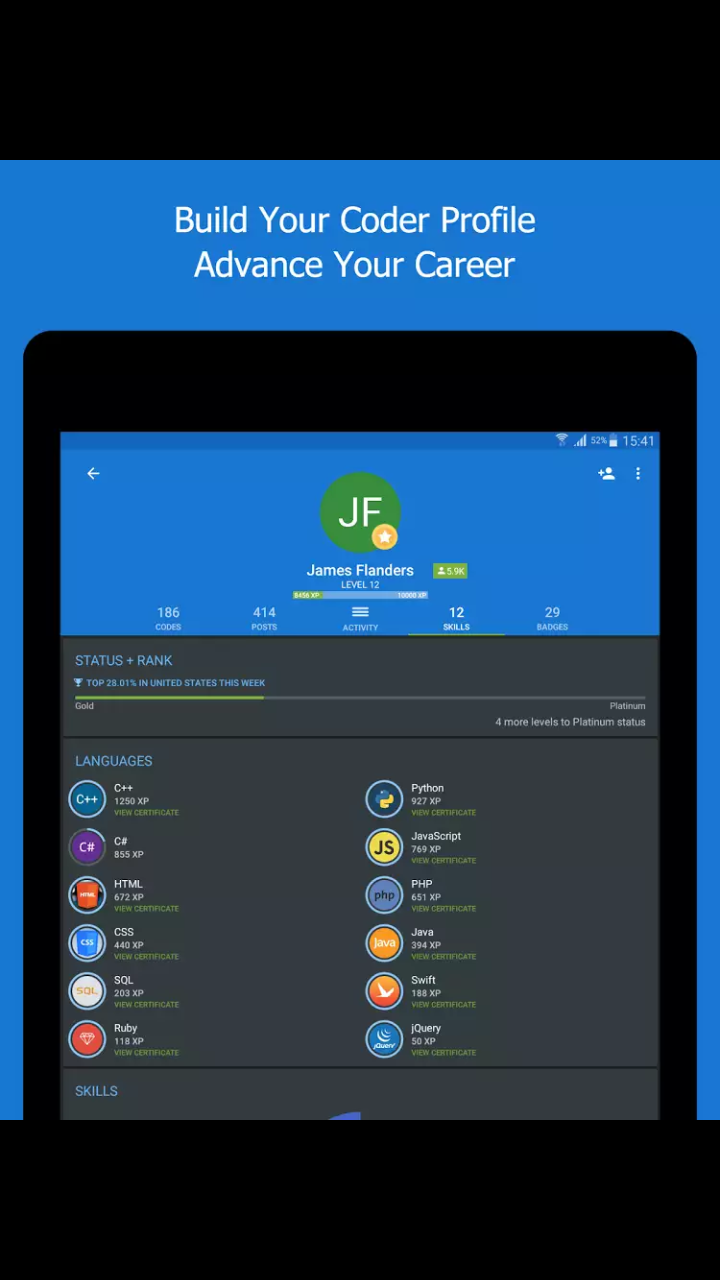 Build Your Coder Profile
Advance Your Career
52% 15:41
JF
James Flanders
5.9K
LEVEL 12
8456 XP 10000 XP
186 414 12 29
CODES POSTS ACTIVITY SKILLS BADGES
STATUS + RANK
TOP 28.01% IN UNITED STATES THIS WEEK
Gold Platinum
4 more levels to Platinum status
LANGUAGES
C++
C++
1250 XP
VIEW CERTIFICATE
Python
927 XP
VIEW CERTIFICATE
C#
C#
855 XP
JS
JavaScript
769 XP
VIEW CERTIFICATE
HTML
HTML
672 XP
VIEW CERTIFICATE
php
PHP
651 XP
VIEW CERTIFICATE
CSS
CSS
440 XP
VIEW CERTIFICATE
Java
Java
394 XP
VIEW CERTIFICATE
SQL
SQL
203 XP
VIEW CERTIFICATE
Swift
188 XP
VIEW CERTIFICATE
Ruby
118 XP
VIEW CERTIFICATE
jQuery
jQuery
50 XP
VIEW CERTIFICATE
SKILLS